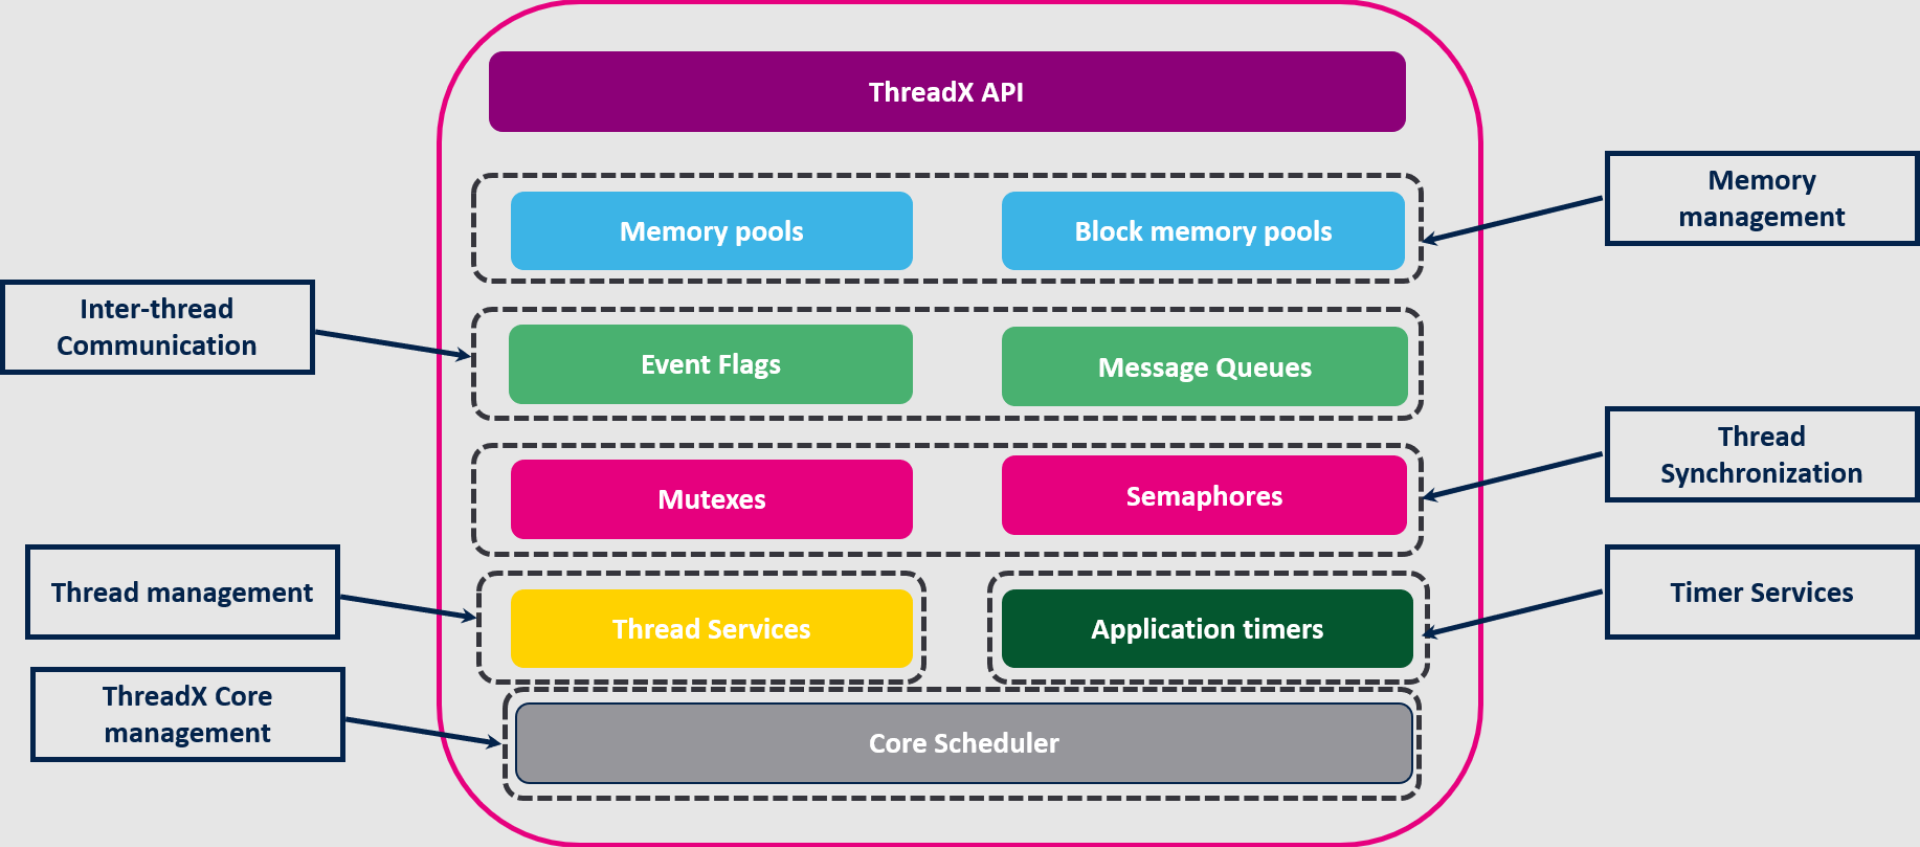 ThreadX API
Memory pools
Block memory pools
Memory
management
Inter-thread
Communication
Event Flags
Message Queues
Mutexes
Semaphores
Thread
Synchronization
Thread management
Thread Services
Application timers
Timer Services
ThreadX Core
management
Core Scheduler